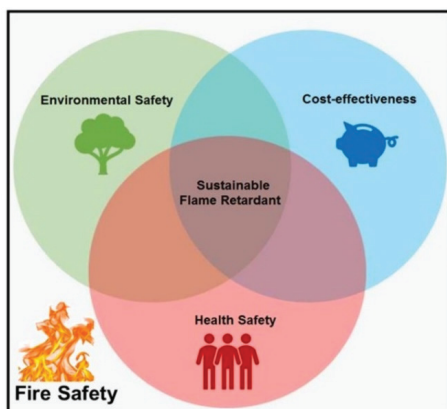 Environmental Safety
Cost-effectiveness
Sustainable
Flame Retardant
Health Safety
Fire Safety